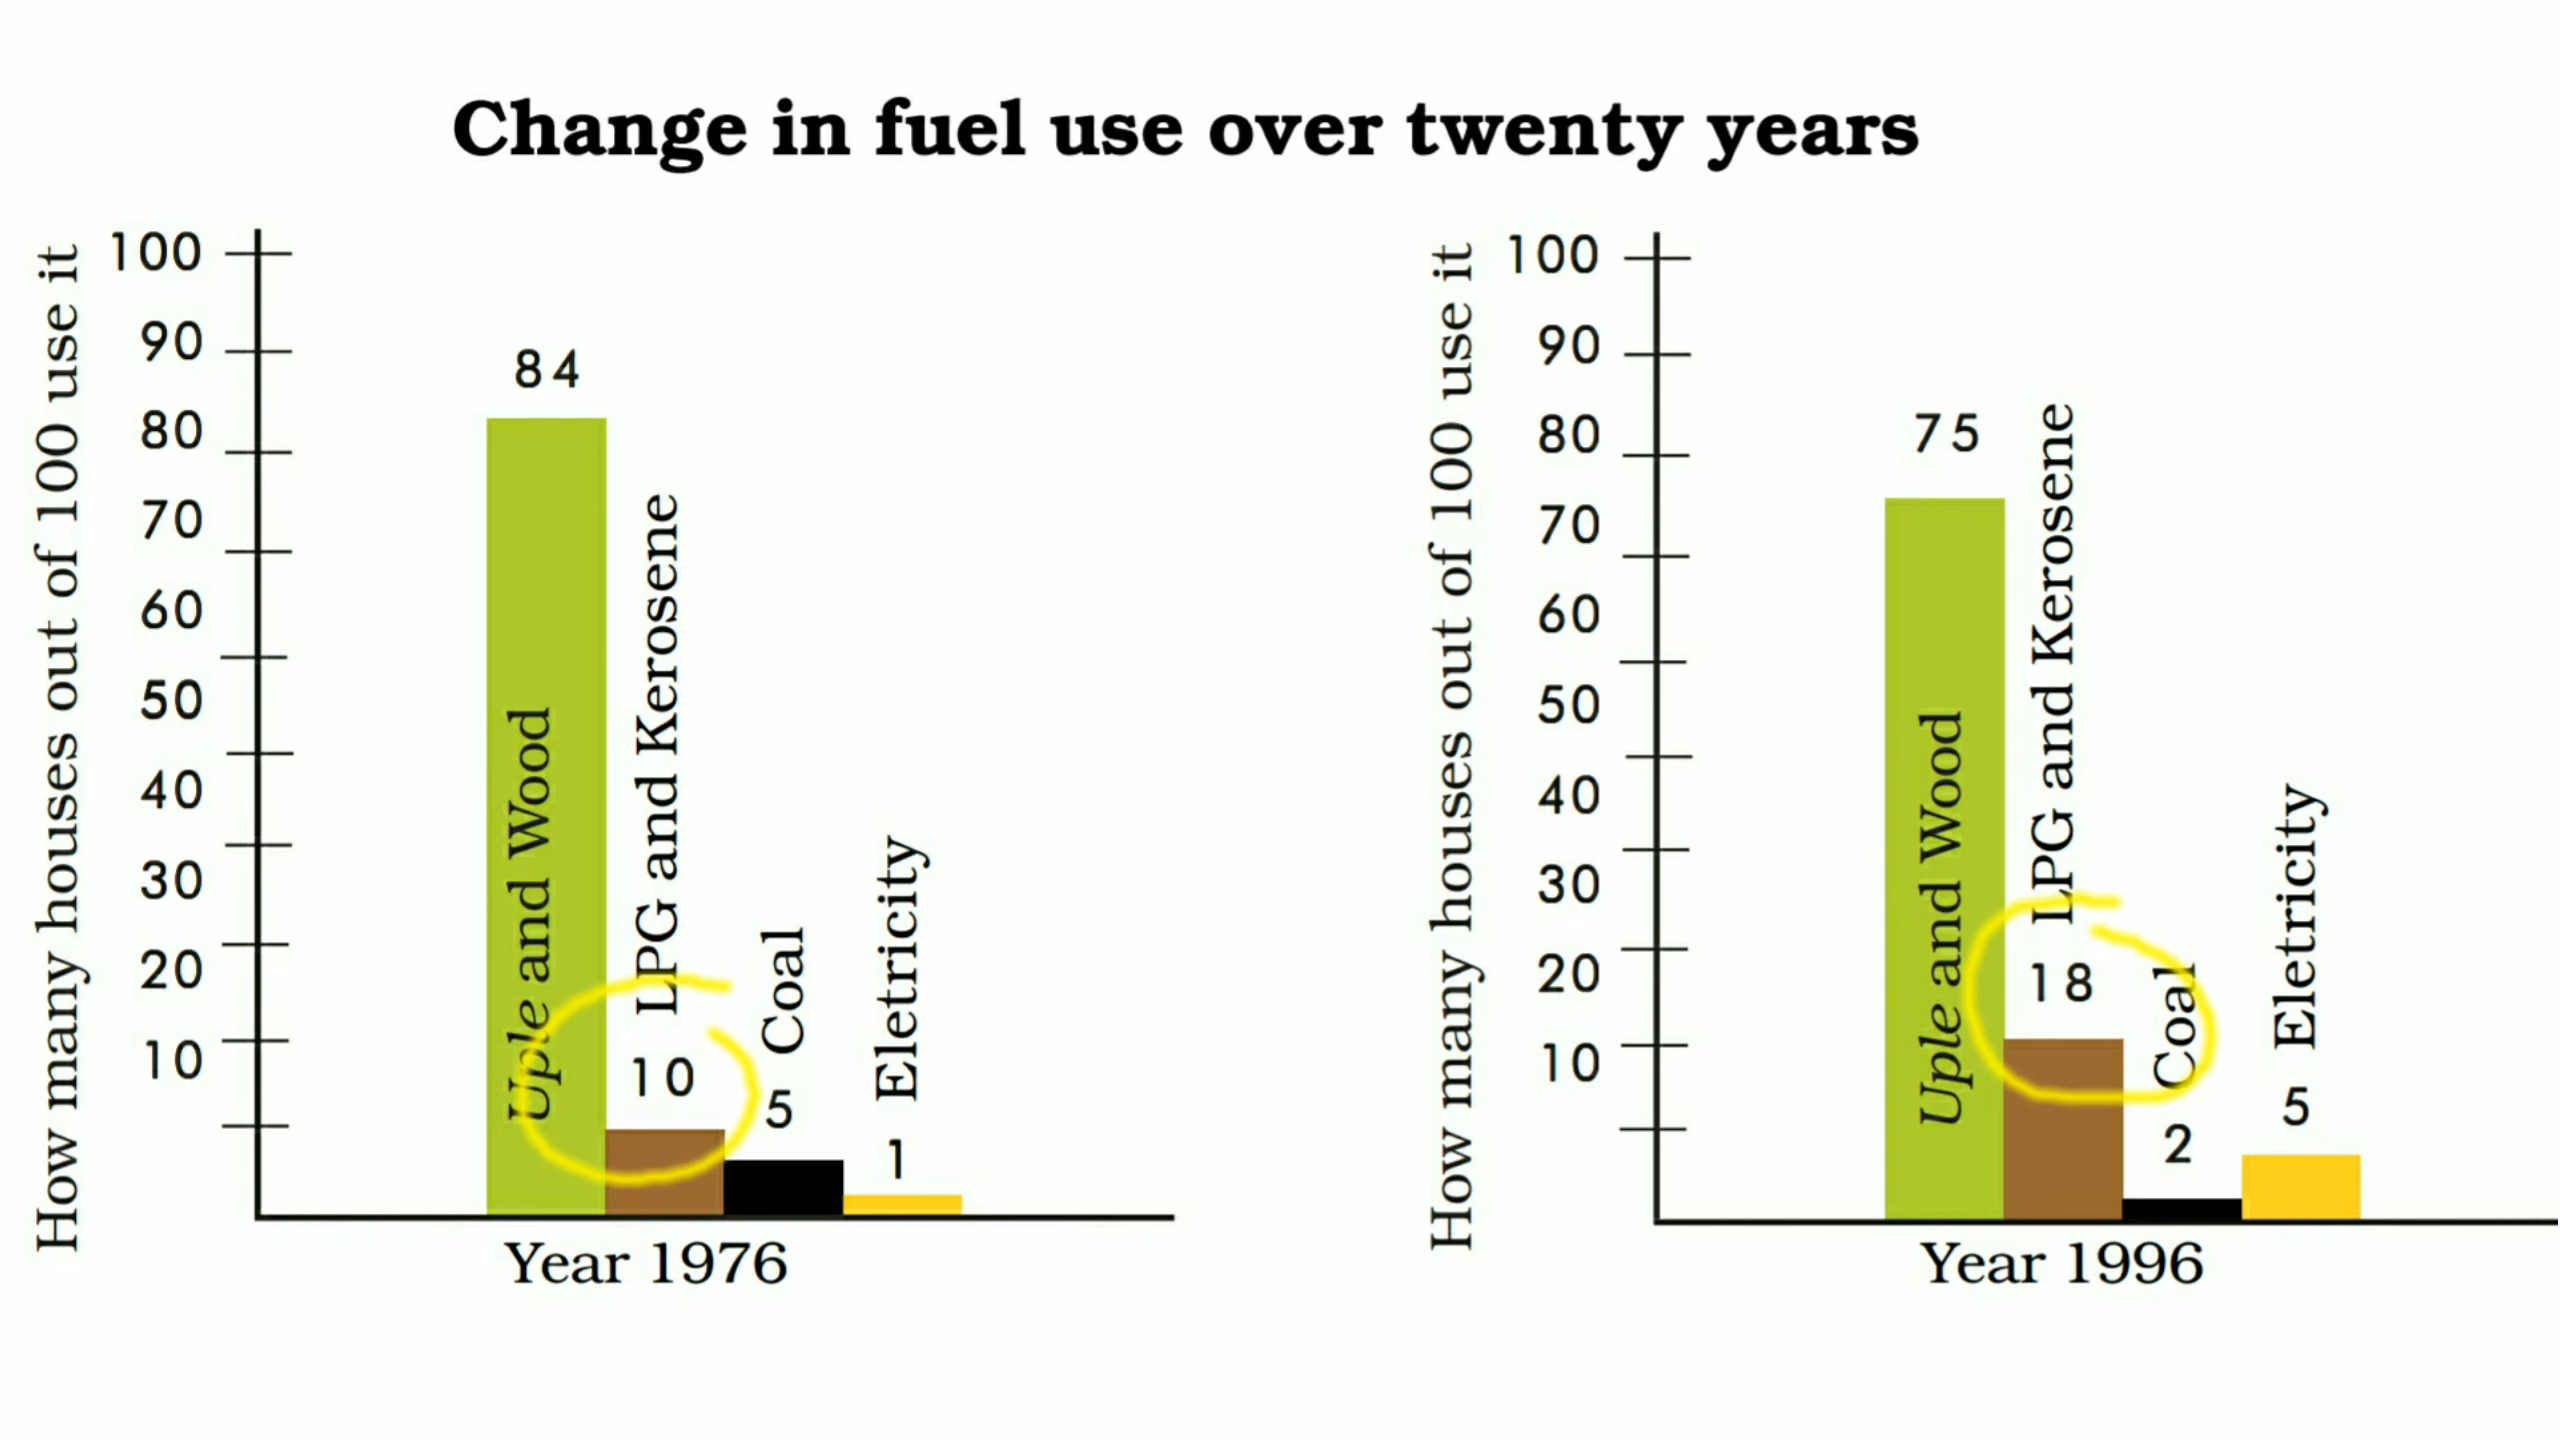 Change in fuel use over twenty years
How many houses out of 100 use it
100
90
80
70
60
50
40
30
20
10
84
Uple and Wood
LPG and Kerosene
10
Coal
5
Eletricity
1
Year 1976
How many houses out of 100 use it
100
90
80
70
60
50
40
30
20
10
75
Uple and Wood
LPG and Kerosene
18
Coal
2
Eletricity
5
Year 1996